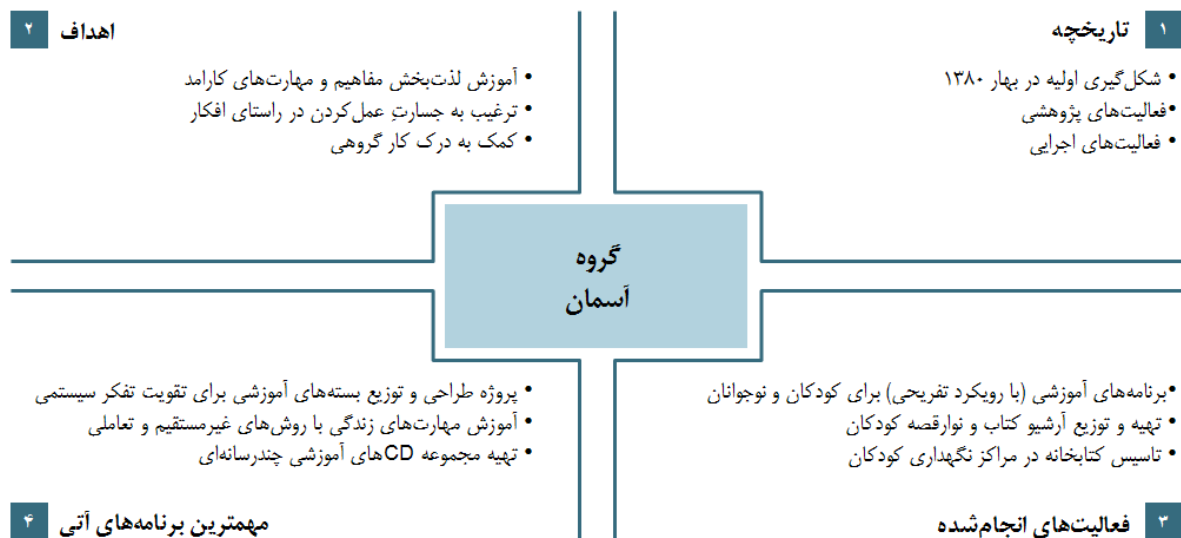 ۱ تاریخچه
• شکل‌گیری اولیه در بهار ۱۳۸۰
•فعالیت‌های پژوهشی
• فعالیت‌های اجرایی
۲ اهداف
• آموزش لذت‌بخش مفاهیم و مهارت‌های کارامد
• ترغیب به جسارتِ عمل‌کردن در راستای افکار
• کمک به درک کار گروهی
گروه
آسمان
•برنامه‌های آموزشی (با رویکرد تفریحی) برای کودکان و نوجوانان
• تهیه و توزیع آرشیو کتاب و نوارقصه کودکان
• تاسیس کتابخانه در مراکز نگهداری کودکان
۳ فعالیت‌های انجام‌شده
• پروژه طراحی و توزیع بسته‌های آموزشی برای تقویت تفکر سیستمی
• آموزش مهارت‌های زندگی با روش‌های غیرمستقیم و تعاملی
• تهیه مجموعه CDهای آموزشی چندرسانه‌ای
۴ مهمترین برنامه‌های آتی